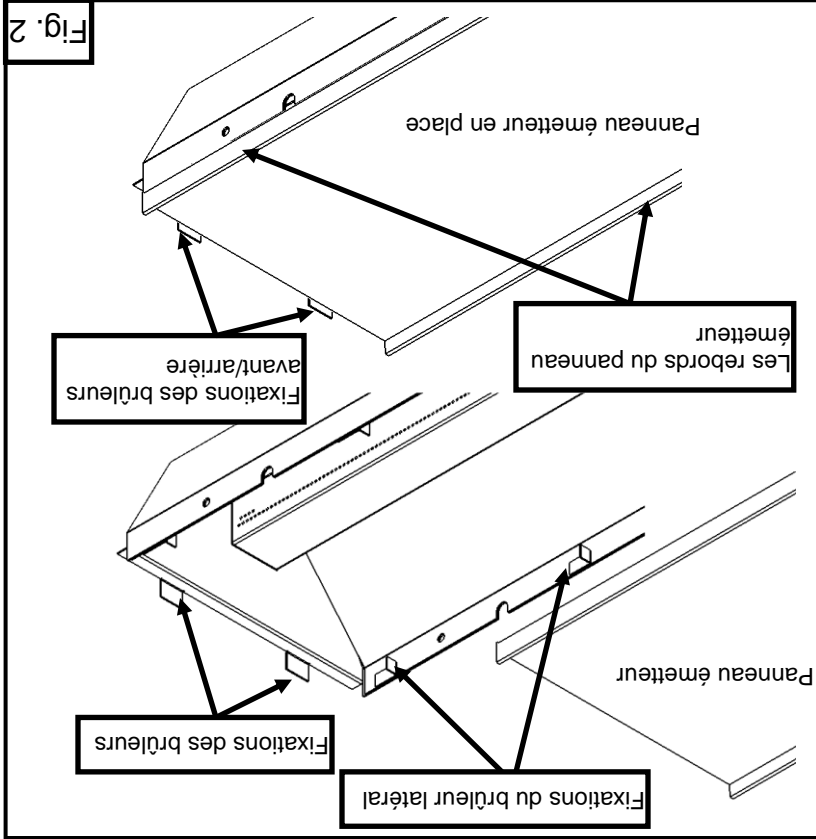 Fixations du brûleur latéral
Fixations des brûleurs
Panneau émetteur
Les rebords du panneau
émetteur
Fixations des brûleurs
avant/arrière
Panneau émetteur en place
Fig. 2